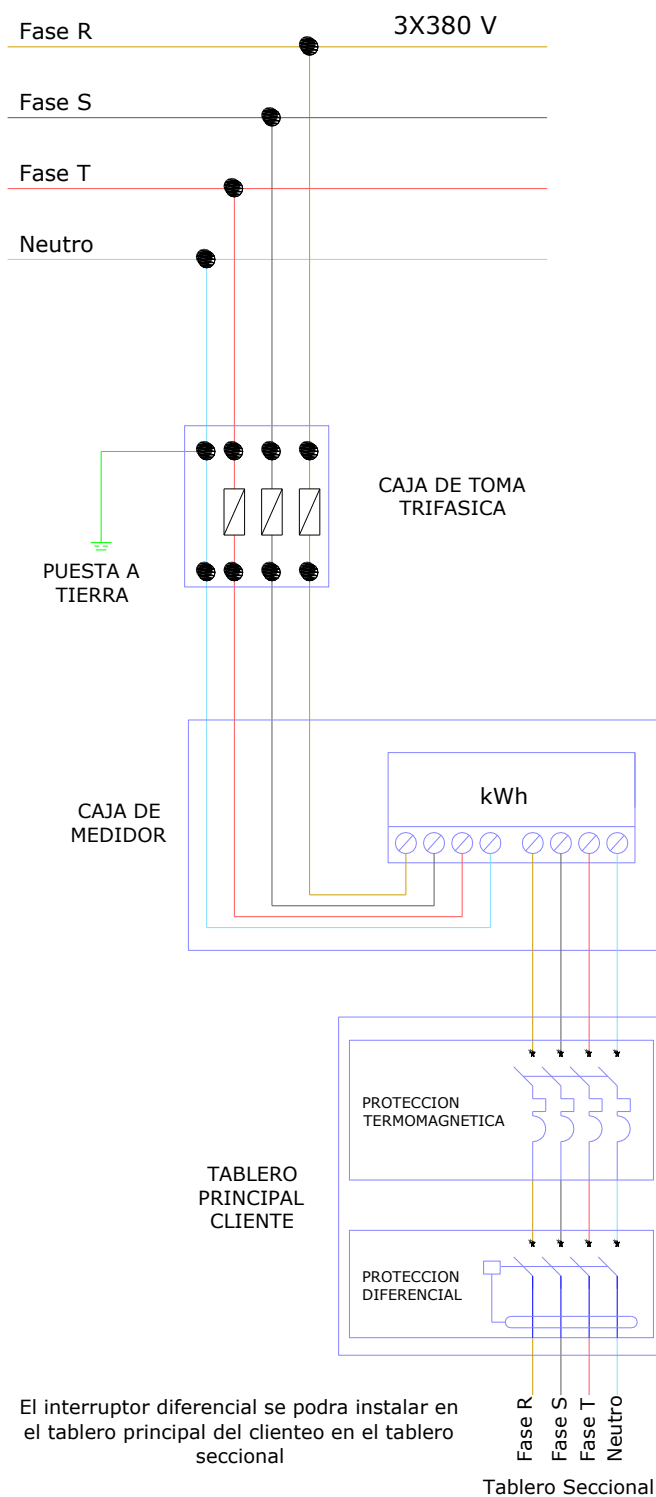 Fase R
3X380 V
Fase S
Fase T
Neutro
CAJA DE TOMA
TRIFASICA
PUESTA A
TIERRA
CAJA DE
MEDIDOR
kWh
PROTECCION
TERMOMAGNETICA
TABLERO
PRINCIPAL
CLIENTE
PROTECCION
DIFERENCIAL
El interruptor diferencial se podra instalar en
el tablero principal del clienteo en el tablero
seccional
Fase R
Fase S
Fase T
Neutro
Tablero Seccional